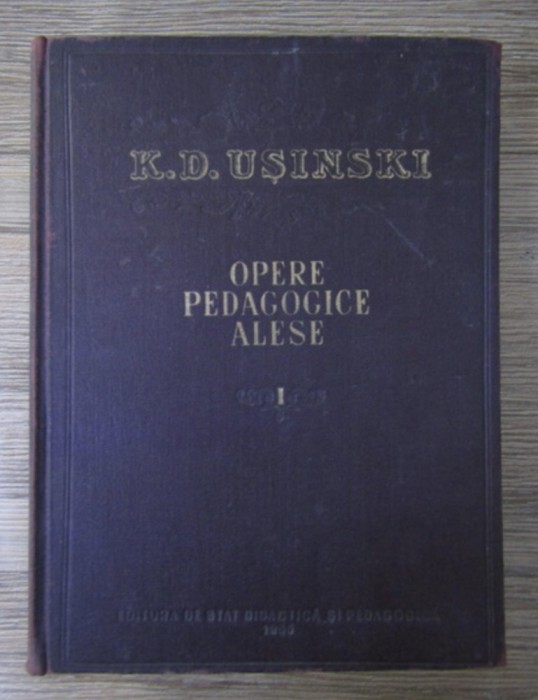 K.D. UȘINSKI
OPERE
PEDAGOGICE
ALESE
I
EDITURA DE STAT DIDACTICĂ ȘI PEDAGOGICĂ